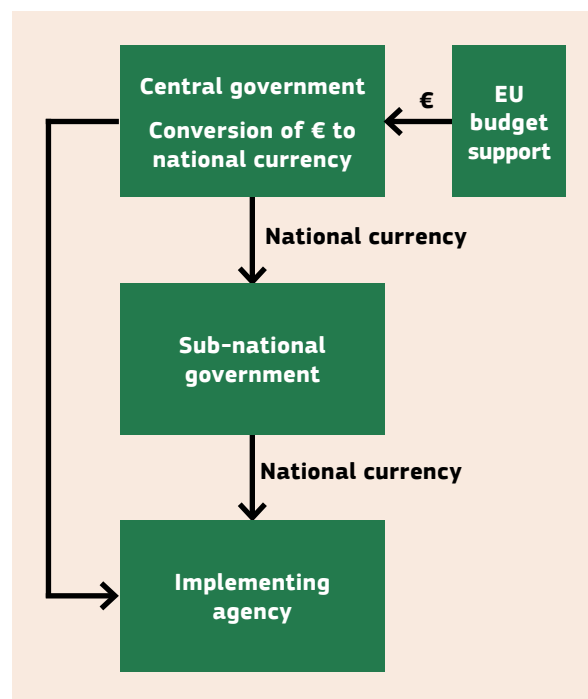 Central government
Conversion of € to
national currency
€
EU
budget
support
National currency
Sub-national
government
National currency
Implementing
agency